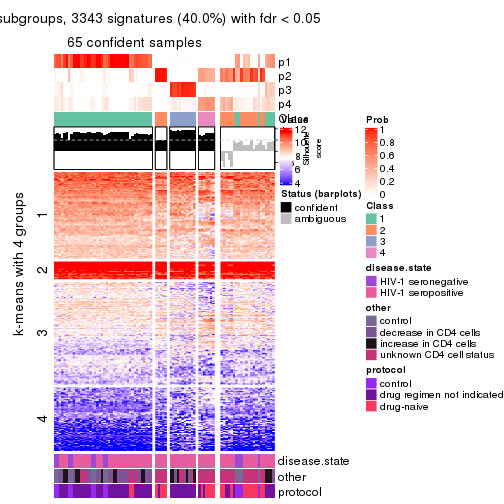 subgroups, 3343 signatures (40.0%) with fdr < 0.05
65 confident samples
p1
p2
p3
p4
Class
Value
12
10
8
6
4
Silhouette score
Prob
1
0.8
0.6
0.4
0.2
0
Status (barplots)
confident
ambiguous
Class
1
2
3
4
disease.state
HIV-1 seronegative
HIV-1 seropositive
other
control
decrease in CD4 cells
increase in CD4 cells
unknown CD4 cell status
protocol
control
drug regimen not indicated
drug-naive
k-means with 4 groups
1
2
3
4
disease.state
other
protocol